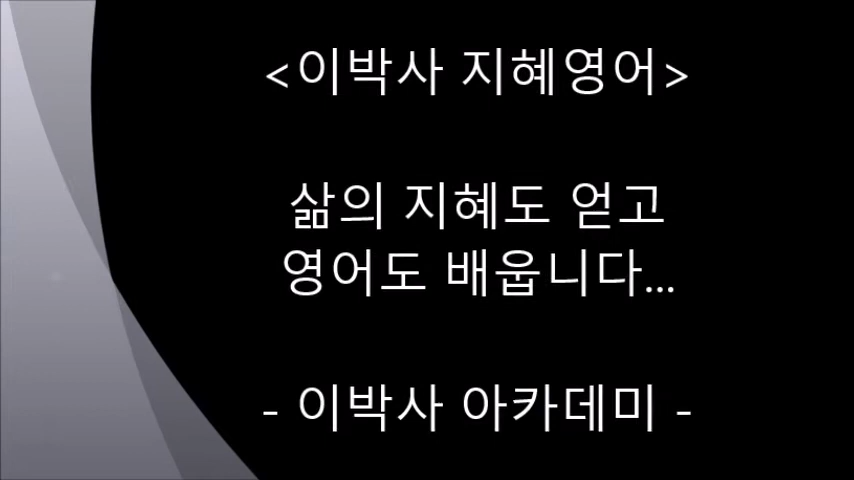 <이박사 지혜영어>
삶의 지혜도 얻고
영어도 배웁니다...
- 이박사 아카데미 -